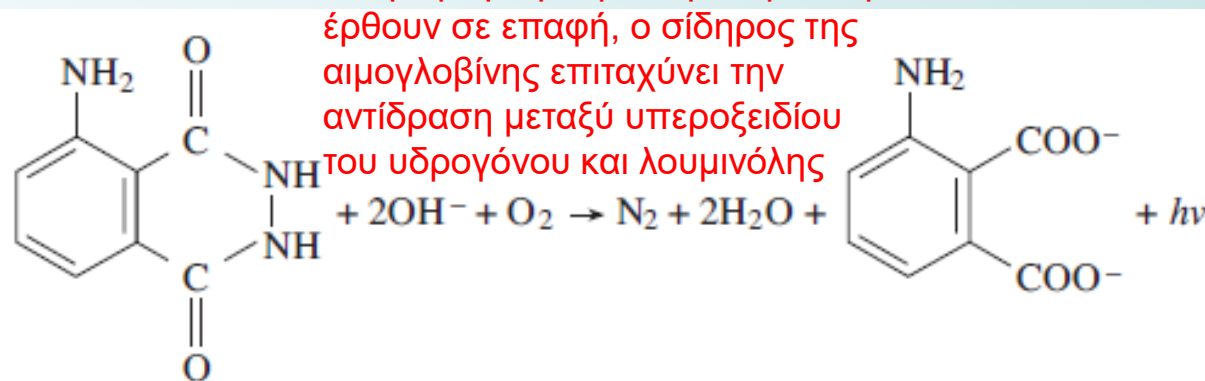 έρθουν σε επαφή, ο σίδηρος της
αιμογλοβίνης επιταχύνει την
αντίδραση μεταξύ υπεροξειδίου
του υδρογόνου και λουμινόλης
NH₂
O
C
NH
NH
C
O
+ 2OH⁻ + O₂ → N₂ + 2H₂O +
NH₂
COO⁻
COO⁻
+ hν